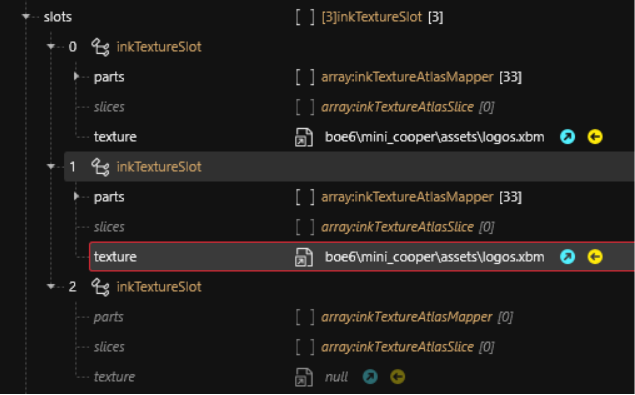 slots [ ] [3]inkTextureSlot [3]
0 inkTextureSlot
parts [ ] array:inkTextureAtlasMapper [33]
slices [ ] array:inkTextureAtlasSlice [0]
texture boe6\mini_cooper\assets\logos.xbm
1 inkTextureSlot
parts [ ] array:inkTextureAtlasMapper [33]
slices [ ] array:inkTextureAtlasSlice [0]
texture boe6\mini_cooper\assets\logos.xbm
2 inkTextureSlot
parts [ ] array:inkTextureAtlasMapper [0]
slices [ ] array:inkTextureAtlasSlice [0]
texture null